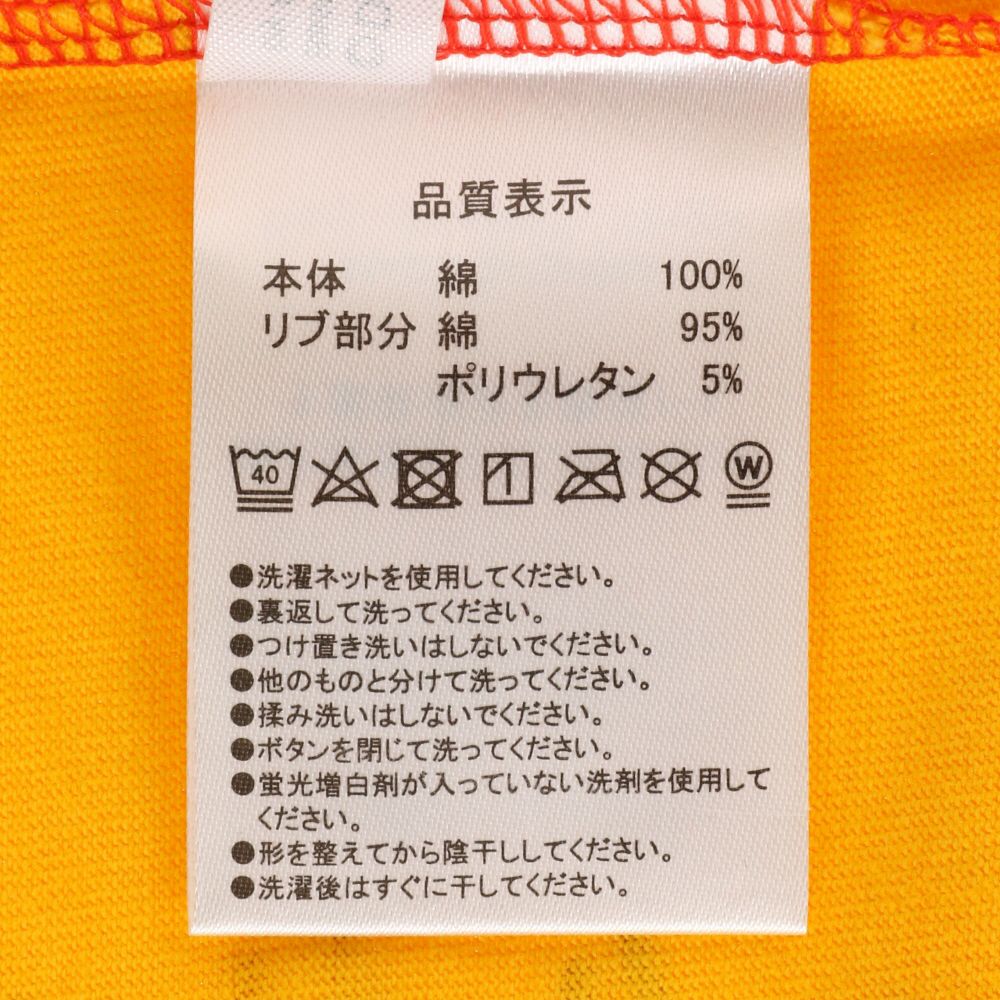 品質表示
本体 綿 100%
リブ部分 綿 95%
ポリウレタン 5%
40 W
●洗濯ネットを使用してください。
●裏返して洗ってください。
●つけ置き洗いはしないでください。
●他のものと分けて洗ってください。
●揉み洗いはしないでください。
●ボタンを閉じて洗ってください。
●蛍光増白剤が入っていない洗剤を使用して
ください。
●形を整えてから陰干ししてください。
●洗濯後はすぐに干してください。